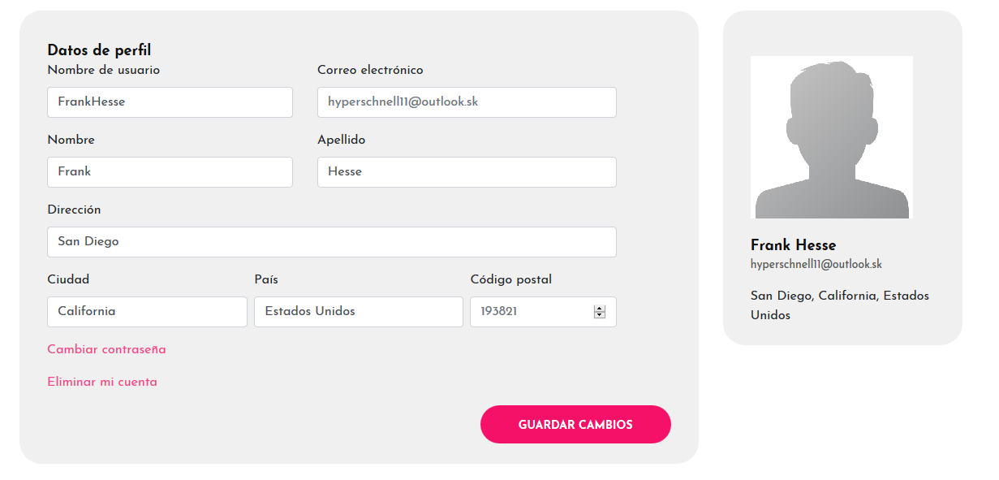 Datos de perfil
Nombre de usuario
Correo electrónico
FrankHesse
hyperschnell11@outlook.sk
Nombre
Apellido
Frank
Hesse
Dirección
San Diego
Ciudad
País
Código postal
California
Estados Unidos
193821
Cambiar contraseña
Eliminar mi cuenta
GUARDAR CAMBIOS
Frank Hesse
hyperschnell11@outlook.sk
San Diego, California, Estados
Unidos